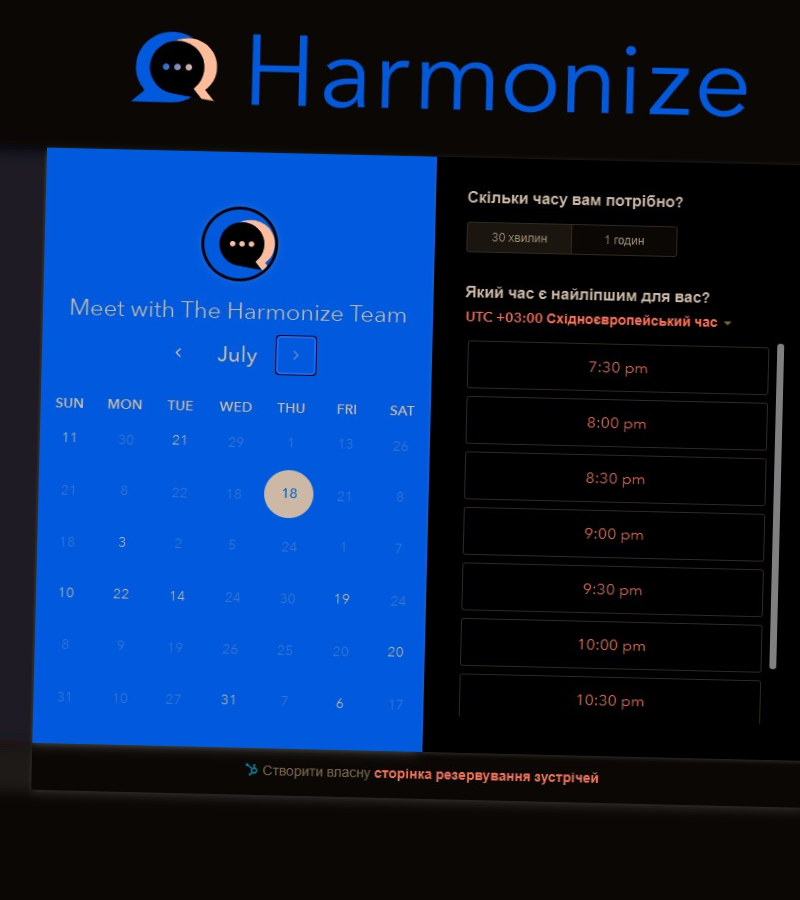 Harmonize
Meet with The Harmonize Team
July
SUN MON TUE WED THU FRI SAT
11 30 21 29 1 13 26
21 8 22 18 18 21 8
18 3 2 5 24 1 7
10 22 14 24 30 19 24
8 9 19 26 25 20 20
31 10 27 31 7 6 17
Скільки часу вам потрібно?
30 хвилин 1 годин
Який час є найліпшим для вас?
UTC +03:00 Східноєвропейський час
7:30 pm
8:00 pm
8:30 pm
9:00 pm
9:30 pm
10:00 pm
10:30 pm
Створити власну сторінка резервування зустрічей